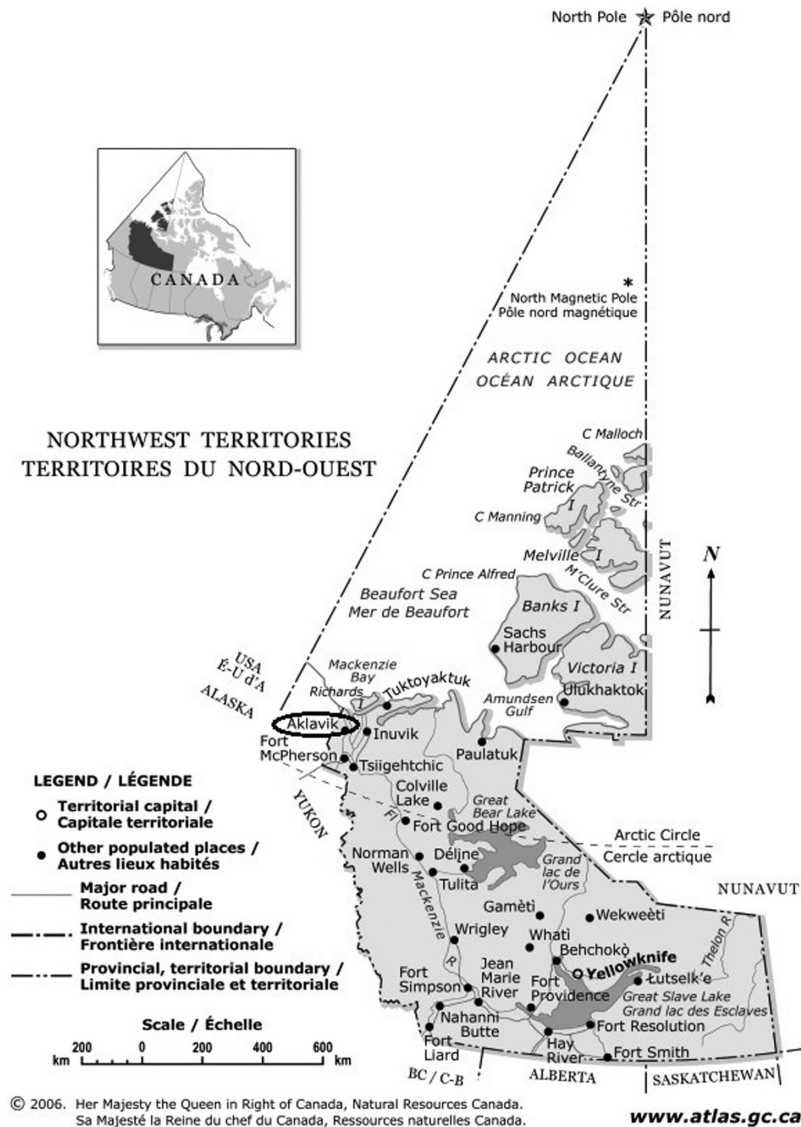 North Pole Pôle nord
CANADA
North Magnetic Pole
Pôle nord magnétique
ARCTIC OCEAN
OCÉAN ARCTIQUE
NORTHWEST TERRITORIES
TERRITOIRES DU NORD-OUEST
C Malloch
Ballantyne Str
Prince
Patrick
I
C Manning
Melville I
M'Clure Str
NUNAVUT
N
C Prince Alfred
Beaufort Sea
Mer de Beaufort
Banks I
Sachs
Harbour
Victoria I
Ulukhaktok
Amundsen
Gulf
USA
É-U d'A
ALASKA
Mackenzie
Bay
Richards I
Tuktoyaktuk
Aklavik
Inuvik
Fort
McPherson
Tsiigehtchic
Paulatuk
YUKON
Colville
Lake
Great
Bear Lake
Fl
Fort Good Hope
Arctic Circle
Cercle arctique
Norman
Wells
Déline
Tulita
Grand
lac de
l'Ours
NUNAVUT
Mackenzie
R
Gamètì
Wekweètì
Wrigley
Whatì
Behchokò
Thelon R
Yellowknife
Fort
Simpson
Jean
Marie
River
Fort
Providence
Łutselk'e
Great Slave Lake
Grand lac des Esclaves
Nahanni
Butte
Fort Resolution
Fort
Liard
Hay
River
Fort Smith
BC / C-B
ALBERTA
SASKATCHEWAN
LEGEND / LÉGENDE
Territorial capital /
Capitale territoriale
Other populated places /
Autres lieux habités
Major road /
Route principale
International boundary /
Frontière internationale
Provincial, territorial boundary /
Limite provinciale et territoriale
Scale / Échelle
km 200 0 200 400 600 km
© 2006. Her Majesty the Queen in Right of Canada, Natural Resources Canada.
Sa Majesté la Reine du chef du Canada, Ressources naturelles Canada.
www.atlas.gc.ca